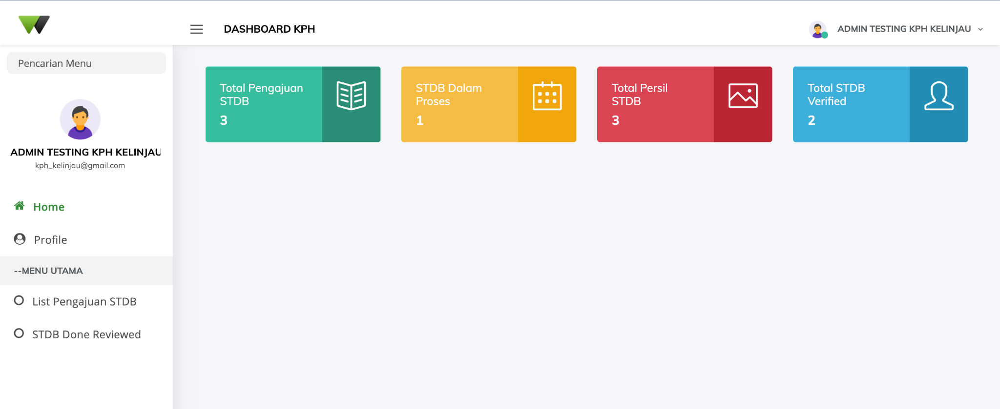 DASHBOARD KPH
ADMIN TESTING KPH KELINJAU
Pencarian Menu
ADMIN TESTING KPH KELINJAU
kph_kelinjau@gmail.com
Home
Profile
--MENU UTAMA
List Pengajuan STDB
STDB Done Reviewed
Total Pengajuan
STDB
3
STDB Dalam
Proses
1
Total Persil
STDB
3
Total STDB
Verified
2